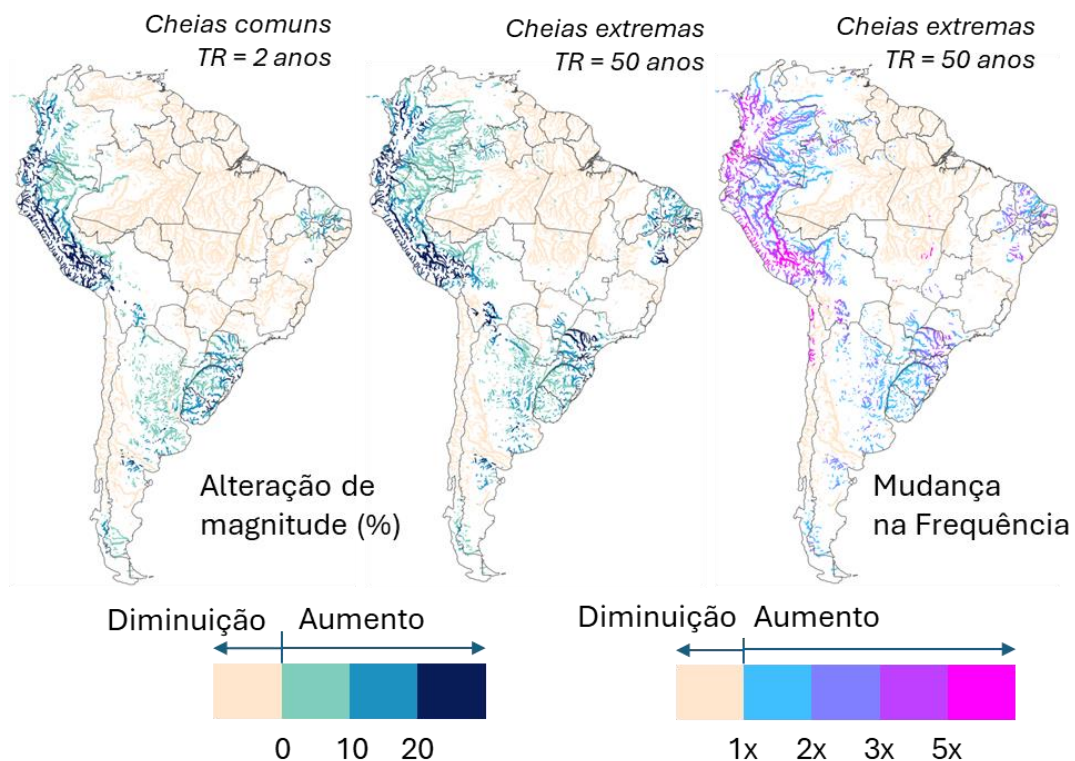 Cheias comuns
TR = 2 anos
Cheias extremas
TR = 50 anos
Cheias extremas
TR = 50 anos
Alteração de
magnitude (%)
Mudança
na Frequência
Diminuição
Aumento
0
10
20
Diminuição
Aumento
1x
2x
3x
5x